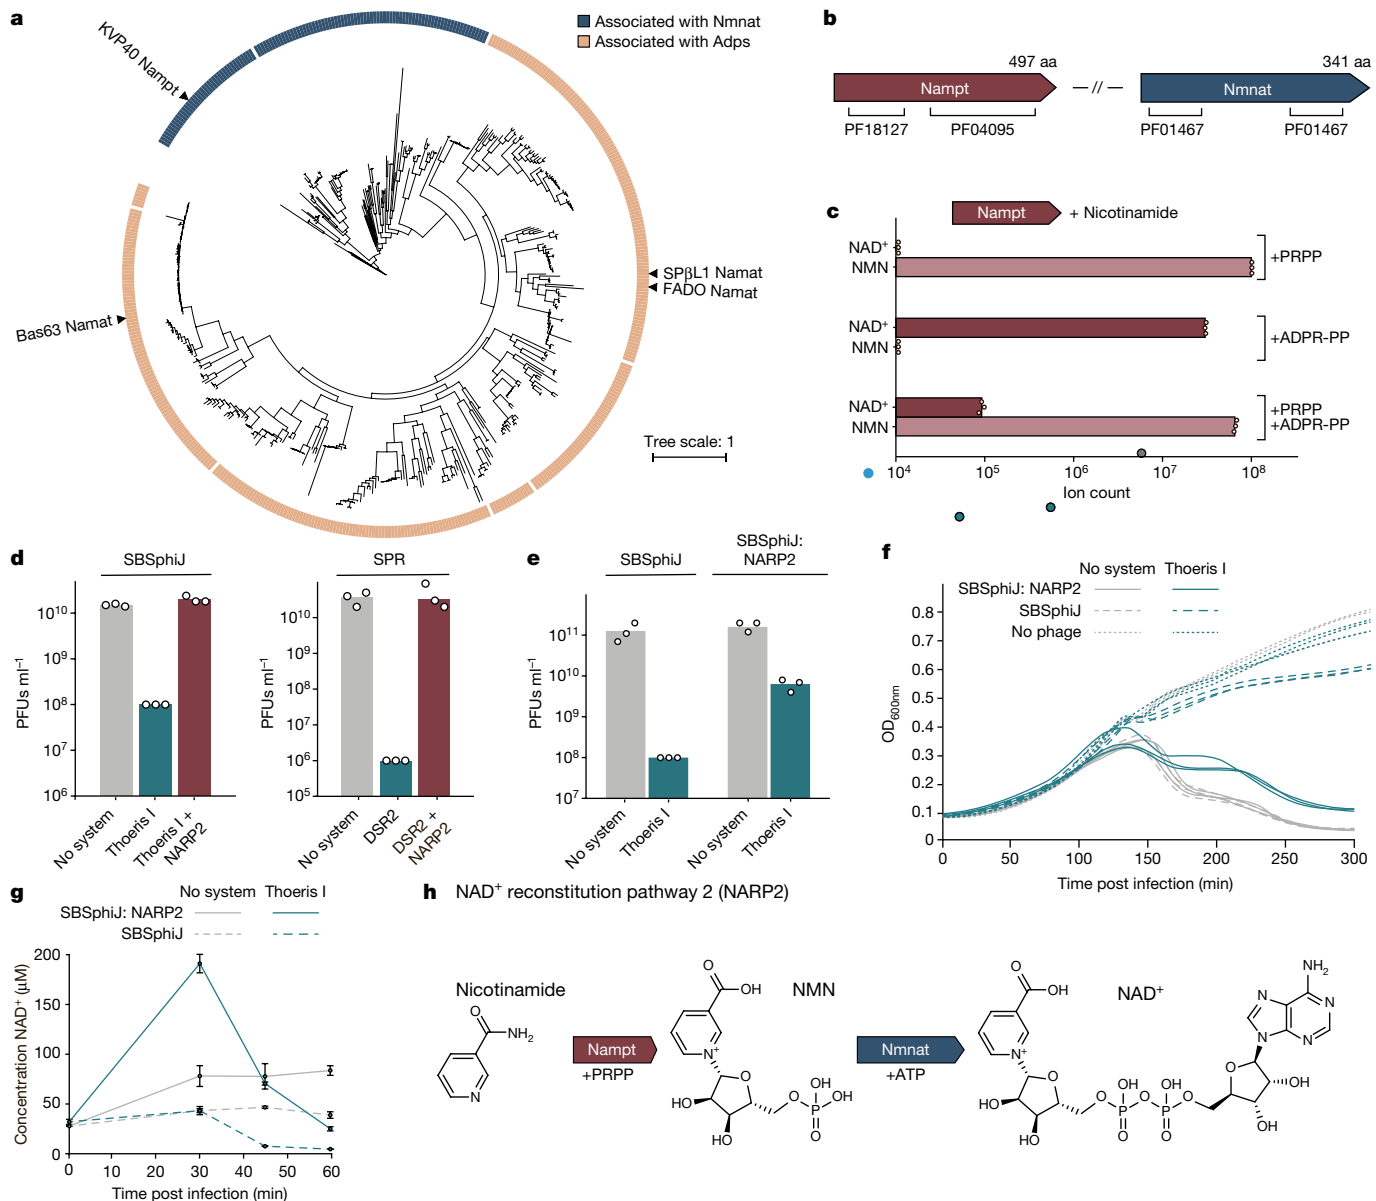 a
Associated with Nmnat
Associated with Adps
KVP40 Nampt
SPβL1 Namat
FADO Namat
Bas63 Namat
Tree scale: 1
b
497 aa
341 aa
Nampt
— // —
Nmnat
PF18127
PF04095
PF01467
PF01467
c
Nampt
+ Nicotinamide
NAD⁺
NMN
+PRPP
NAD⁺
NMN
+ADPR-PP
NAD⁺
NMN
+PRPP
+ADPR-PP
10⁴ 10⁵ 10⁶ 10⁷ 10⁸
Ion count
d
SBSphiJ
PFUs ml⁻¹
10¹⁰
10⁹
10⁸
10⁷
10⁶
No system
Thoeris I
Thoeris I +
NARP2
SPR
PFUs ml⁻¹
10¹⁰
10¹⁰
10⁹
10⁸
10⁷
10⁶
10⁵
No system
DSR2
DSR2 +
NARP2
e
SBSphiJ
SBSphiJ:
NARP2
PFUs ml⁻¹
10¹¹
10¹⁰
10⁹
10⁸
10⁷
No system
Thoeris I
No system
Thoeris I
f
No system Thoeris I
SBSphiJ: NARP2
SBSphiJ
No phage
OD600nm
0.8
0.7
0.6
0.5
0.4
0.3
0.2
0.1
0
0 50 100 150 200 250 300
Time post infection (min)
g
No system Thoeris I
SBSphiJ: NARP2
SBSphiJ
Concentration NAD⁺ (μM)
200
150
100
50
0
0 10 20 30 40 50 60
Time post infection (min)
h NAD⁺ reconstitution pathway 2 (NARP2)
Nicotinamide
O
NH2
N
Nampt
+PRPP
NMN
O
OH
N⁺
O
HO
HO
O
P
OH
OH
O
Nmnat
+ATP
NAD⁺
O
OH
N⁺
O
HO
HO
O
OH
P
O
O
OH
P
O
O
O
OH
OH
NH2
N
N
N
N